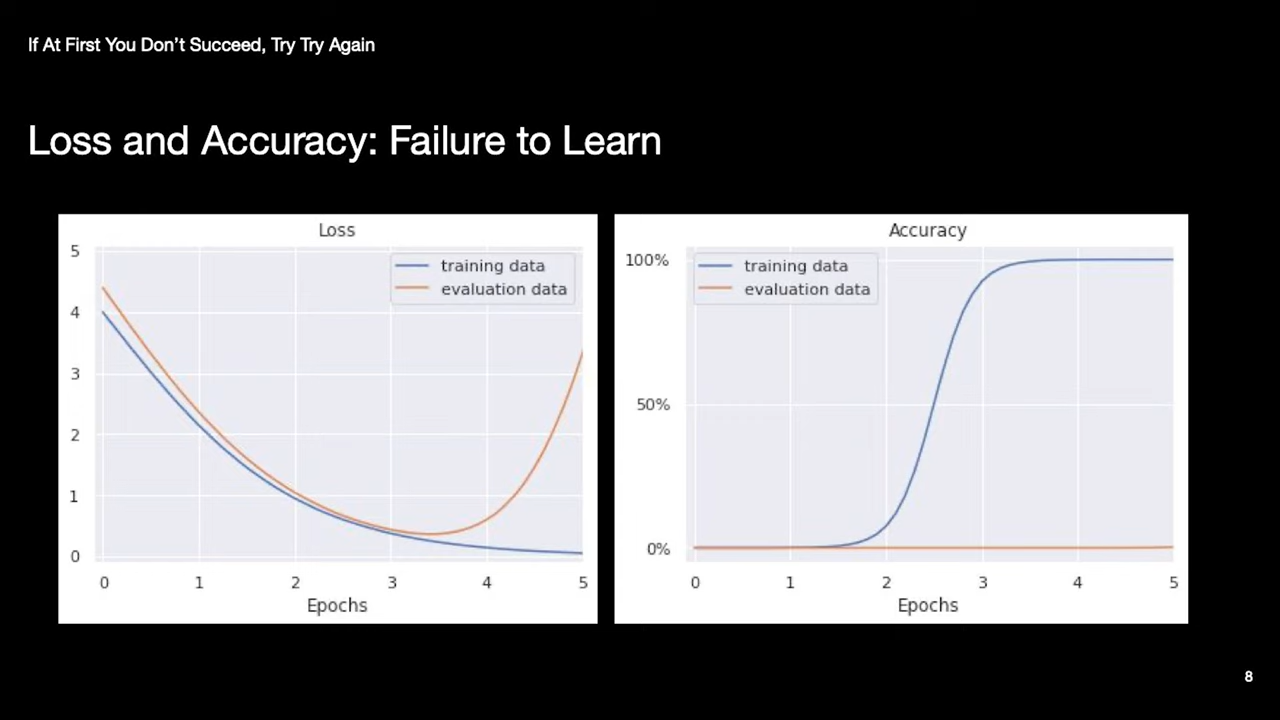 If At First You Don't Succeed, Try Try Again
Loss and Accuracy: Failure to Learn
Loss
training data
evaluation data
5
4
3
2
1
0
0 1 2 3 4 5
Epochs
Accuracy
training data
evaluation data
100%
50%
0%
0 1 2 3 4 5
Epochs
8